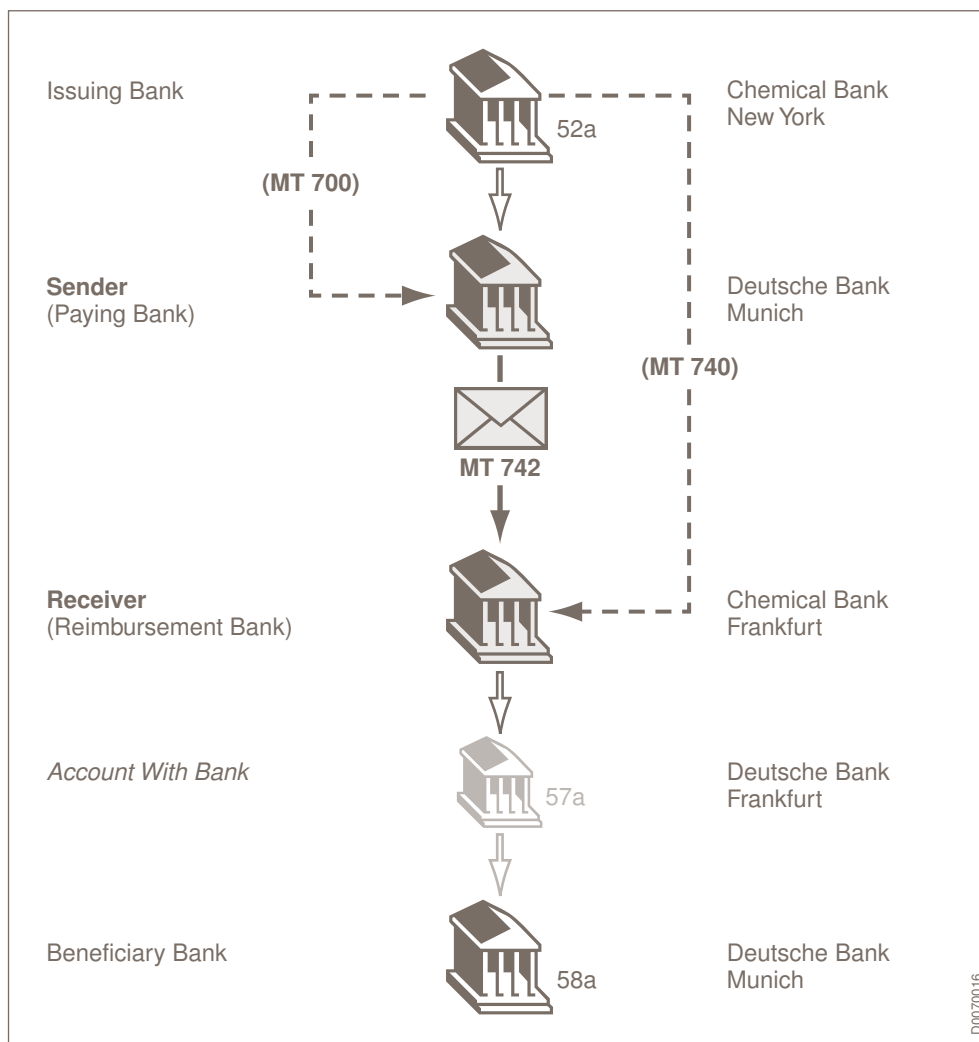 Issuing Bank
52a
Chemical Bank
New York
(MT 700)
Sender
(Paying Bank)
Deutsche Bank
Munich
(MT 740)
MT 742
Receiver
(Reimbursement Bank)
Chemical Bank
Frankfurt
Account With Bank
57a
Deutsche Bank
Frankfurt
Beneficiary Bank
58a
Deutsche Bank
Munich
D0070016